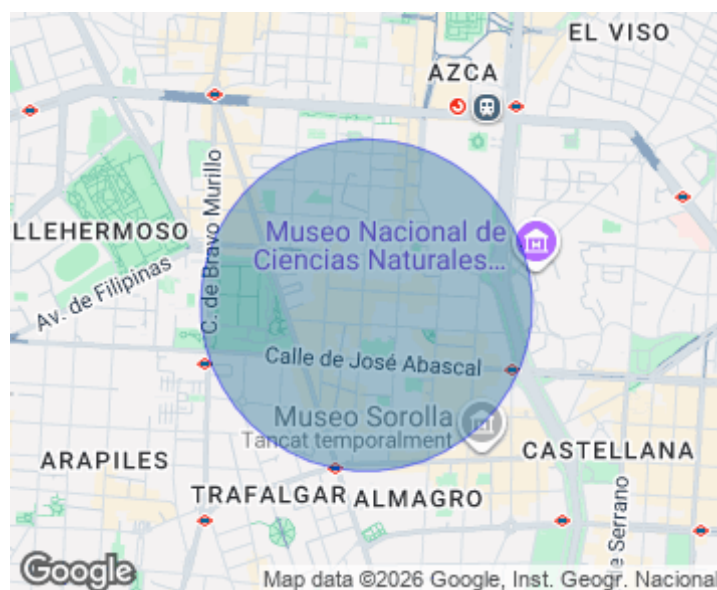 EL VISO
AZCA
LLEHERMOSO
Av. de Filipinas
C. de Bravo Murillo
Museo Nacional de
Ciencias Naturales...
Calle de José Abascal
Museo Sorolla
Tancat temporalment
ARAPILES
CASTELLANA
TRAFALGAR
ALMAGRO
de Serrano
Google
Map data ©2026 Google, Inst. Geogr. Nacional